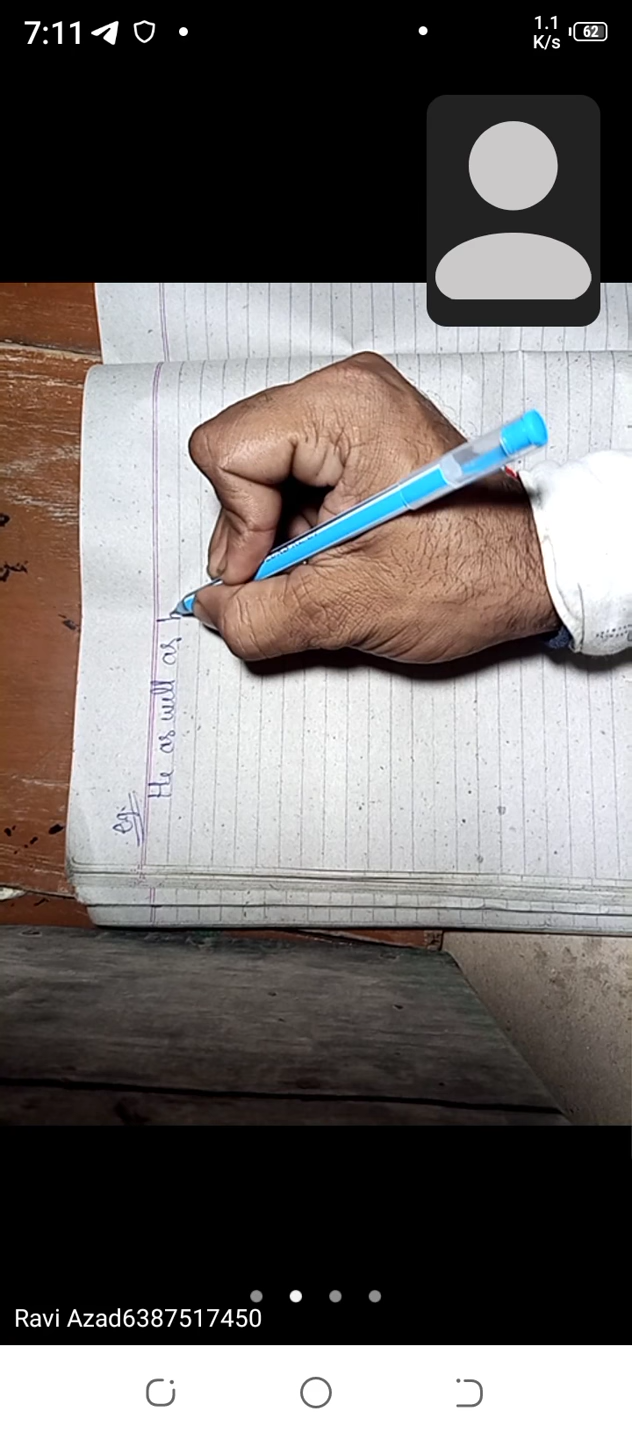 7:11
1.1
K/s
62
eg:
He as well as h
Ravi Azad6387517450